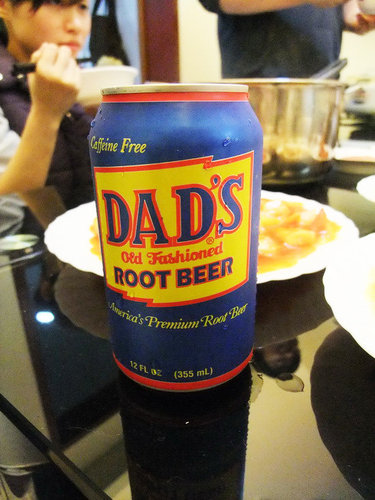 Caffeine Free
DAD'S®
Old Fashioned
ROOT BEER
America's Premium Root Beer
12 FL OZ (355 mL)